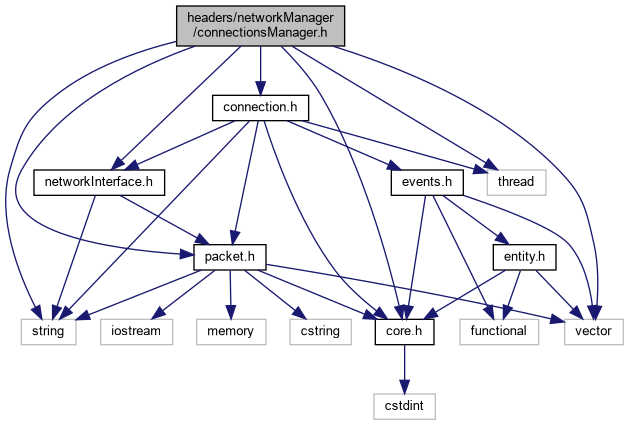 headers/networkManager
/connectionsManager.h
connection.h
networkInterface.h
events.h
thread
packet.h
entity.h
string
iostream
memory
cstring
core.h
functional
vector
cstdint